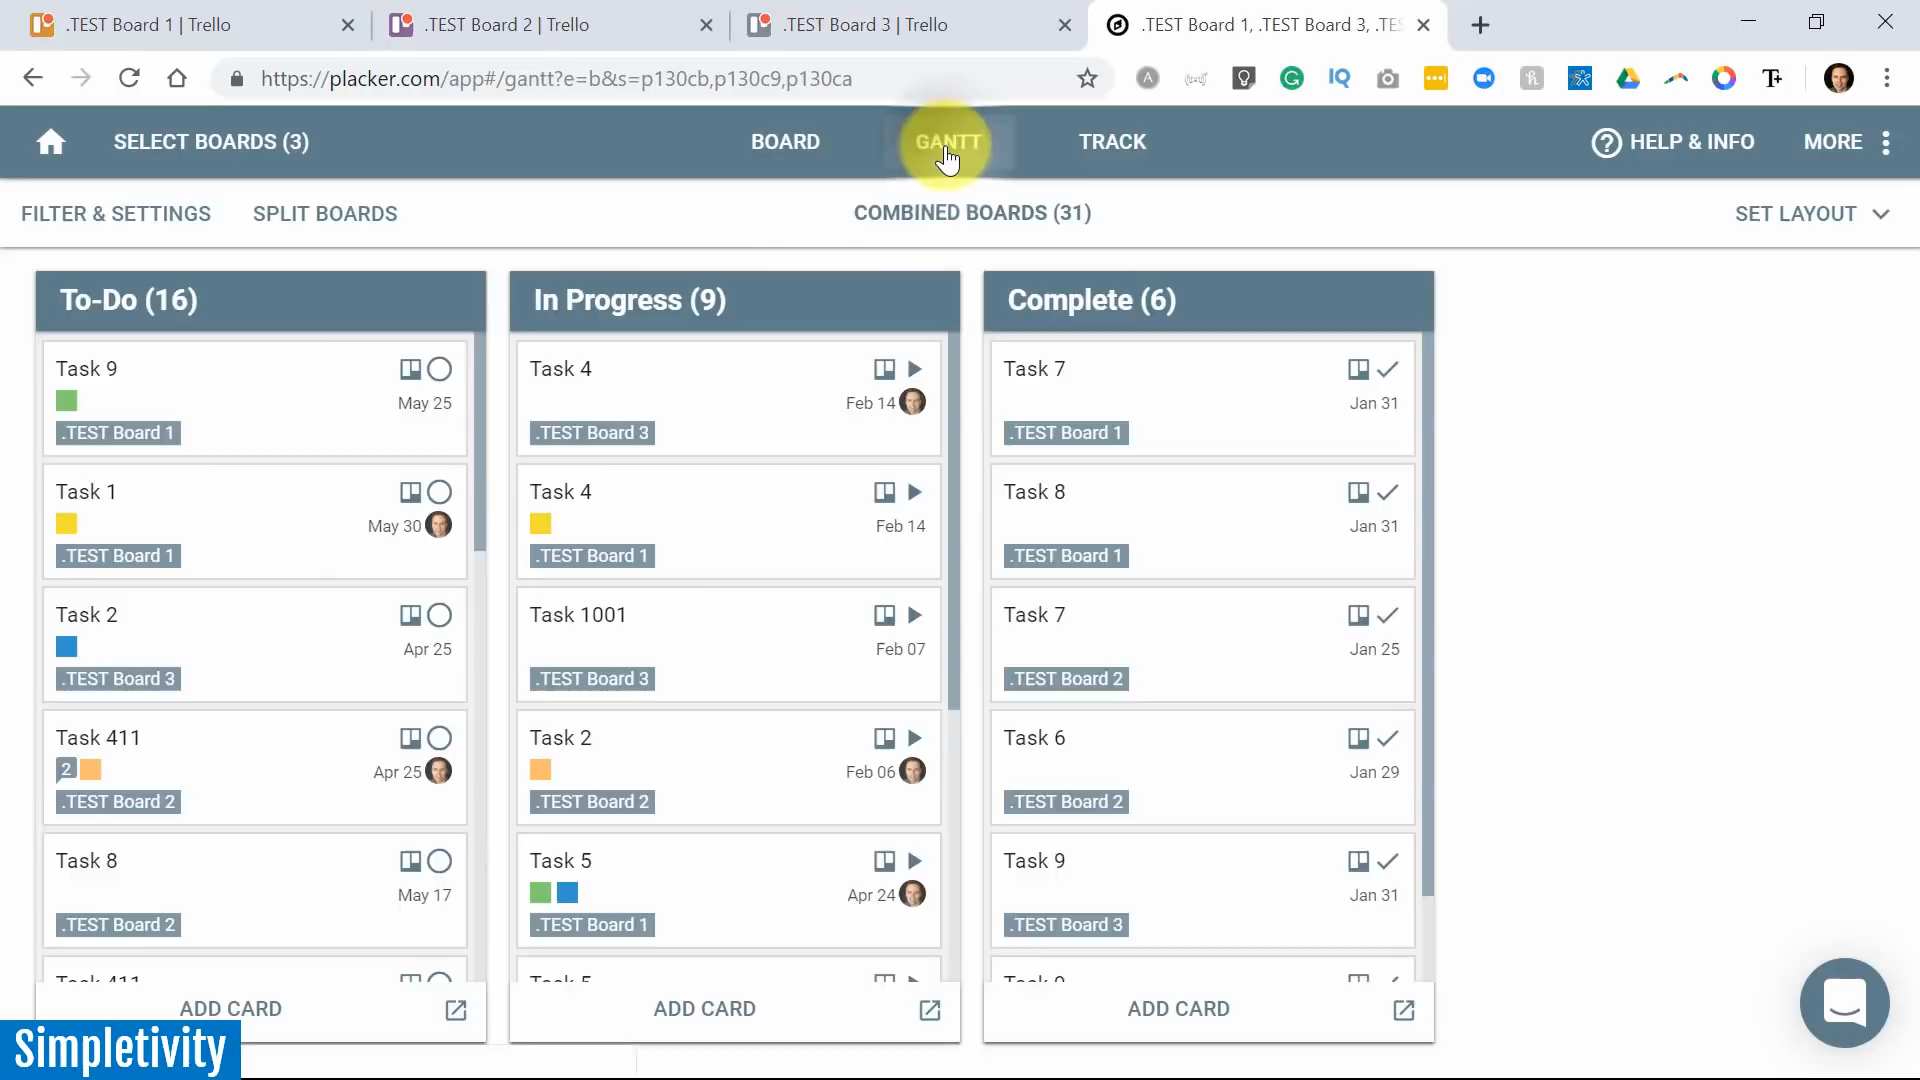 .TEST Board 1 | Trello
.TEST Board 2 | Trello
.TEST Board 3 | Trello
.TEST Board 1, .TEST Board 3, .TES
https://placker.com/app#/gantt?e=b&s=p130cb,p130c9,p130ca
SELECT BOARDS (3)
BOARD
GANTT
TRACK
HELP & INFO
MORE
FILTER & SETTINGS
SPLIT BOARDS
COMBINED BOARDS (31)
SET LAYOUT
To-Do (16)
Task 9
May 25
.TEST Board 1
Task 1
May 30
.TEST Board 1
Task 2
Apr 25
.TEST Board 3
Task 411
2
Apr 25
.TEST Board 2
Task 8
May 17
.TEST Board 2
Task 411
ADD CARD
In Progress (9)
Task 4
Feb 14
.TEST Board 3
Task 4
Feb 14
.TEST Board 1
Task 1001
Feb 07
.TEST Board 3
Task 2
Feb 06
.TEST Board 2
Task 5
Apr 24
.TEST Board 1
Task 5
ADD CARD
Complete (6)
Task 7
Jan 31
.TEST Board 1
Task 8
Jan 31
.TEST Board 1
Task 7
Jan 25
.TEST Board 2
Task 6
Jan 29
.TEST Board 2
Task 9
Jan 31
.TEST Board 3
ADD CARD
Simpletivity